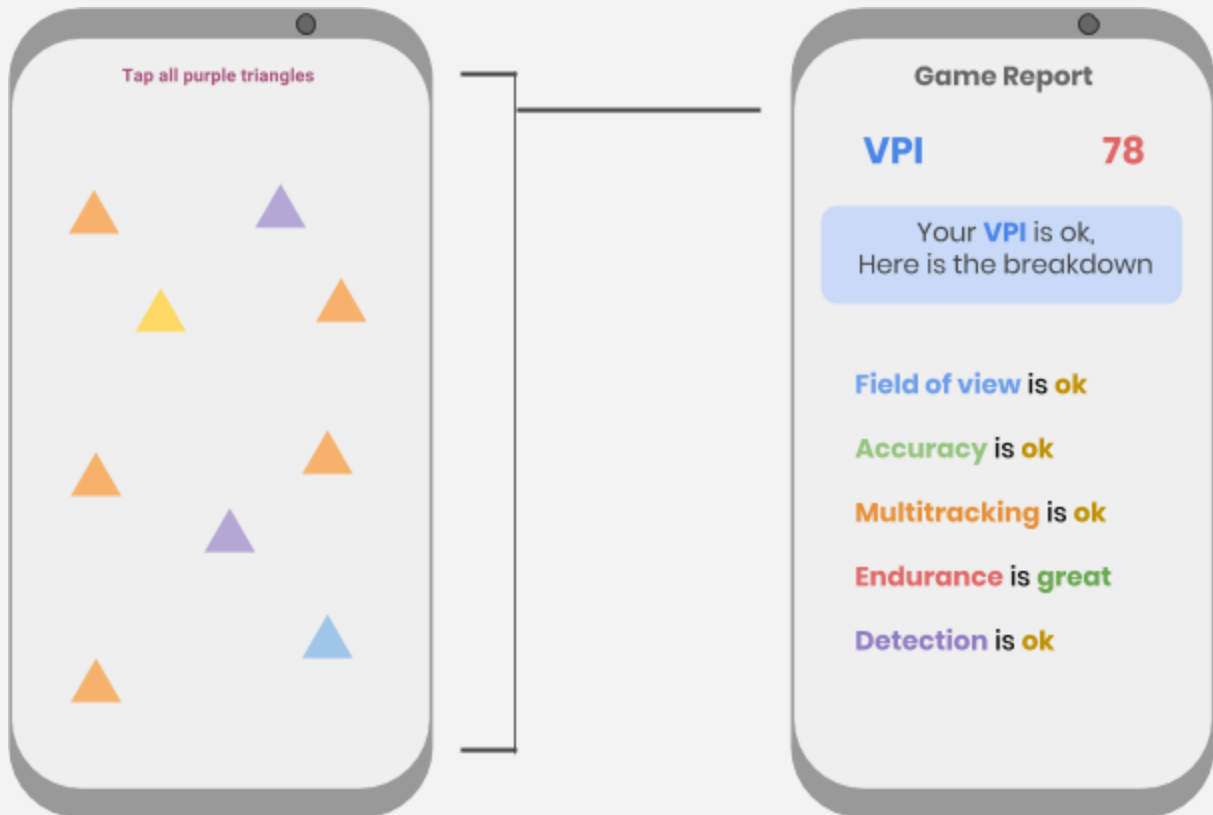 Tap all purple triangles
Game Report
VPI 78
Your VPI is ok,
Here is the breakdown
Field of view is ok
Accuracy is ok
Multitracking is ok
Endurance is great
Detection is ok